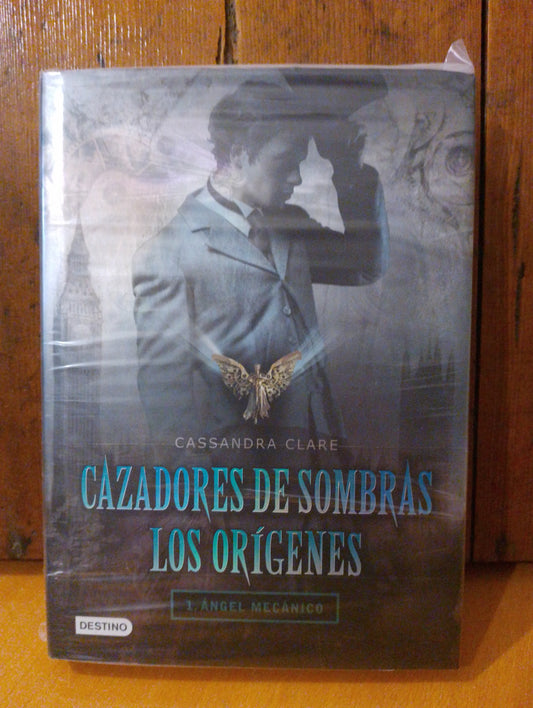 CASSANDRA CLARE
CAZADORES DE SOMBRAS
LOS ORÍGENES
1. ÁNGEL MECÁNICO
DESTINO